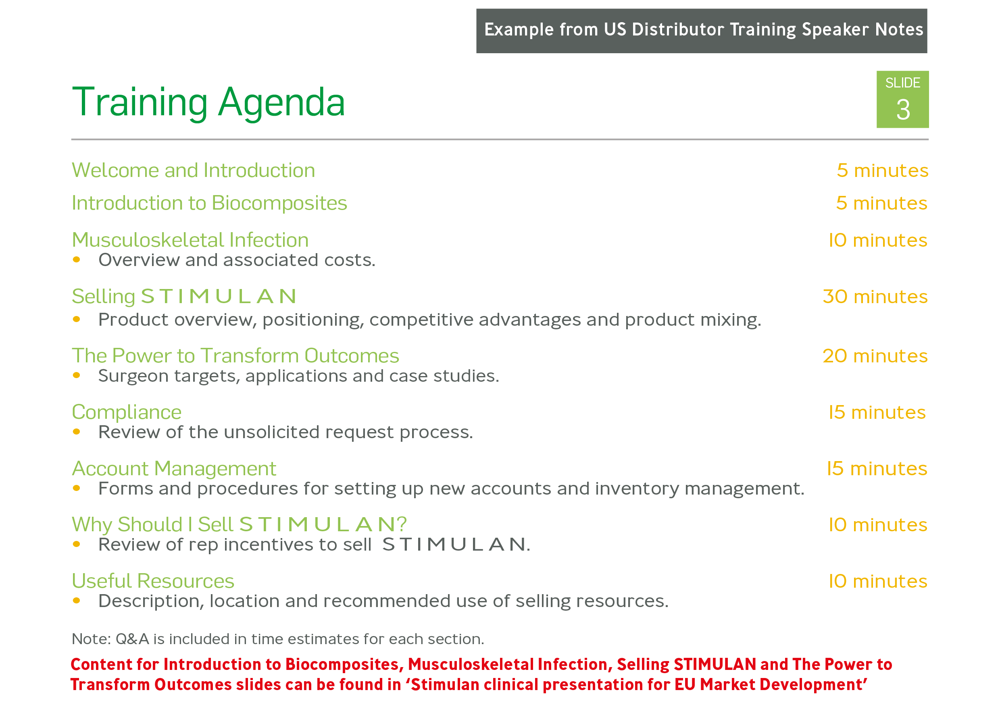 Example from US Distributor Training Speaker Notes
Training Agenda
SLIDE
3
Welcome and Introduction 5 minutes
Introduction to Biocomposites 5 minutes
Musculoskeletal Infection 10 minutes
• Overview and associated costs.
Selling STIMULAN 30 minutes
• Product overview, positioning, competitive advantages and product mixing.
The Power to Transform Outcomes 20 minutes
• Surgeon targets, applications and case studies.
Compliance 15 minutes
• Review of the unsolicited request process.
Account Management 15 minutes
• Forms and procedures for setting up new accounts and inventory management.
Why Should I Sell STIMULAN? 10 minutes
• Review of rep incentives to sell STIMULAN.
Useful Resources 10 minutes
• Description, location and recommended use of selling resources.
Note: Q&A is included in time estimates for each section.
Content for Introduction to Biocomposites, Musculoskeletal Infection, Selling STIMULAN and The Power to
Transform Outcomes slides can be found in ‘Stimulan clinical presentation for EU Market Development’